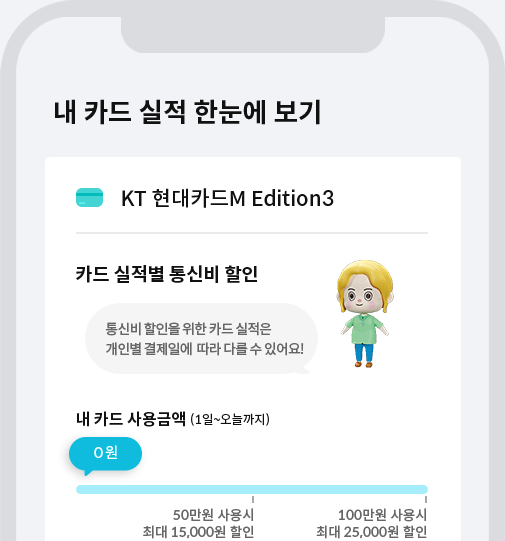 내 카드 실적 한눈에 보기
KT 현대카드M Edition3
카드 실적별 통신비 할인
통신비 할인을 위한 카드 실적은
개인별 결제일에 따라 다를 수 있어요!
내 카드 사용금액 (1일~오늘까지)
0원
50만원 사용시 100만원 사용시
최대 15,000원 할인 최대 25,000원 할인